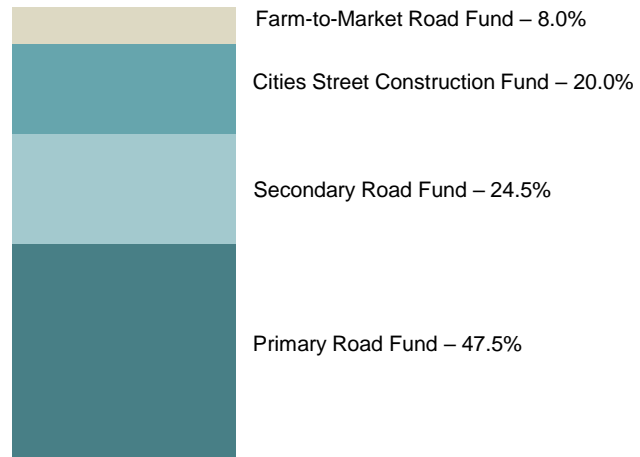 Farm-to-Market Road Fund – 8.0%
Cities Street Construction Fund – 20.0%
Secondary Road Fund – 24.5%
Primary Road Fund – 47.5%